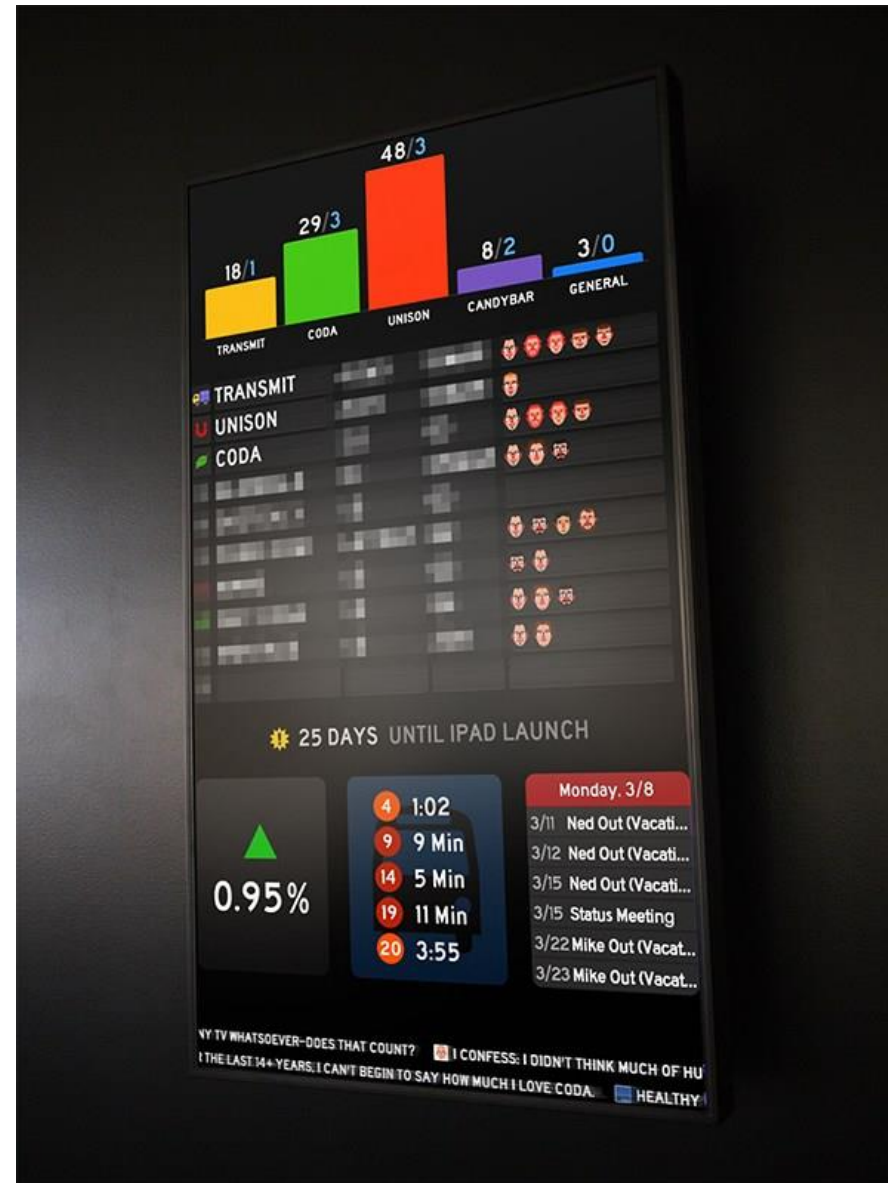 48/3
29/3
18/1
8/2
3/0
TRANSMIT
CODA
UNISON
CANDYBAR
GENERAL
TRANSMIT
UNISON
CODA
25 DAYS UNTIL IPAD LAUNCH
0.95%
4 1:02
9 9 Min
14 5 Min
19 11 Min
20 3:55
Monday, 3/8
3/11 Ned Out (Vacati...
3/12 Ned Out (Vacati...
3/15 Ned Out (Vacati...
3/15 Status Meeting
3/22 Mike Out (Vacat...
3/23 Mike Out (Vacat...
NY TV WHATSOEVER-DOES THAT COUNT? I CONFESS: I DIDN'T THINK MUCH OF HU
THE LAST 14+ YEARS, I CAN'T BEGIN TO SAY HOW MUCH I LOVE CODA. HEALTHY